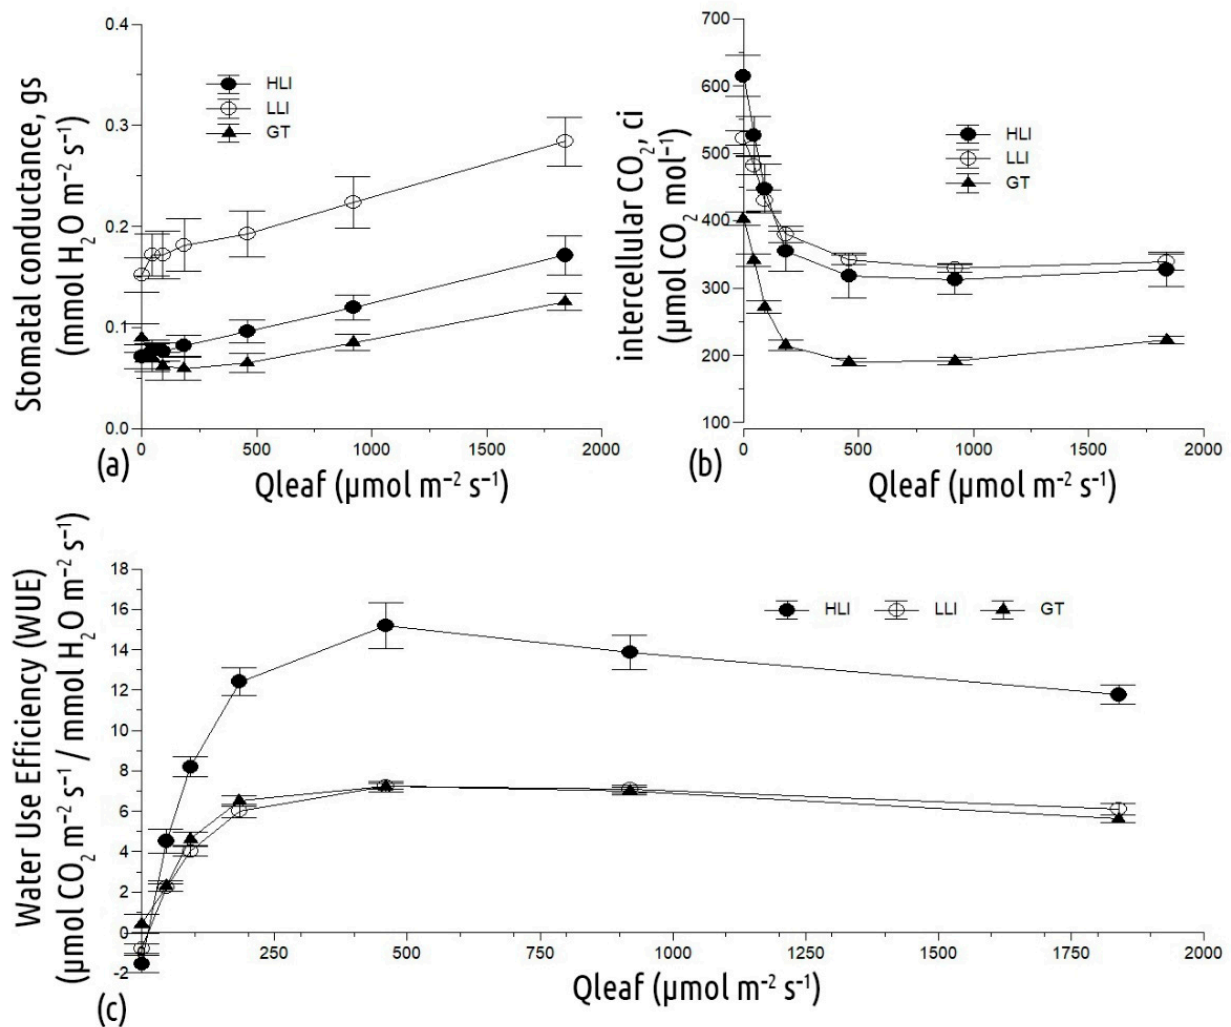 Stomatal conductance, gs
(mmol H₂O m⁻² s⁻¹)
0.4
0.3
0.2
0.1
0.0
HLI
LLI
GT
0 500 1000 1500 2000
(a)
Qleaf (µmol m⁻² s⁻¹)
intercellular CO₂, ci
(µmol CO₂ mol⁻¹)
700
600
500
400
300
200
100
HLI
LLI
GT
0 500 1000 1500 2000
(b)
Qleaf (µmol m⁻² s⁻¹)
Water Use Efficiency (WUE)
(µmol CO₂ m⁻² s⁻¹ / mmol H₂O m⁻² s⁻¹)
18
16
14
12
10
8
6
4
2
0
-2
HLI LLI GT
250 500 750 1000 1250 1500 1750 2000
(c)
Qleaf (µmol m⁻² s⁻¹)